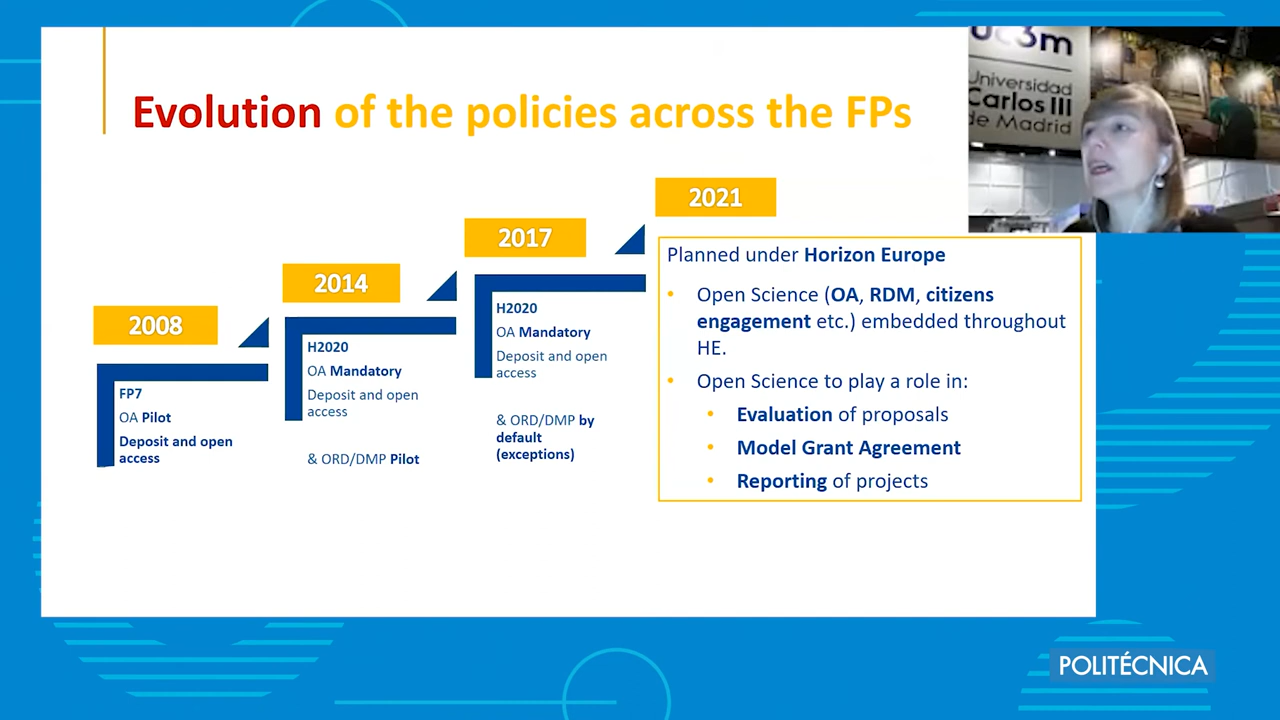 Evolution of the policies across the FPs
2008
FP7
OA Pilot
Deposit and open
access
2014
H2020
OA Mandatory
Deposit and open
access
& ORD/DMP Pilot
2017
H2020
OA Mandatory
Deposit and open
access
& ORD/DMP by
default
(exceptions)
2021
Planned under Horizon Europe
• Open Science (OA, RDM, citizens
engagement etc.) embedded throughout
HE.
• Open Science to play a role in:
• Evaluation of proposals
• Model Grant Agreement
• Reporting of projects
uc3m
Universidad
Carlos III
de Madrid
POLITÉCNICA